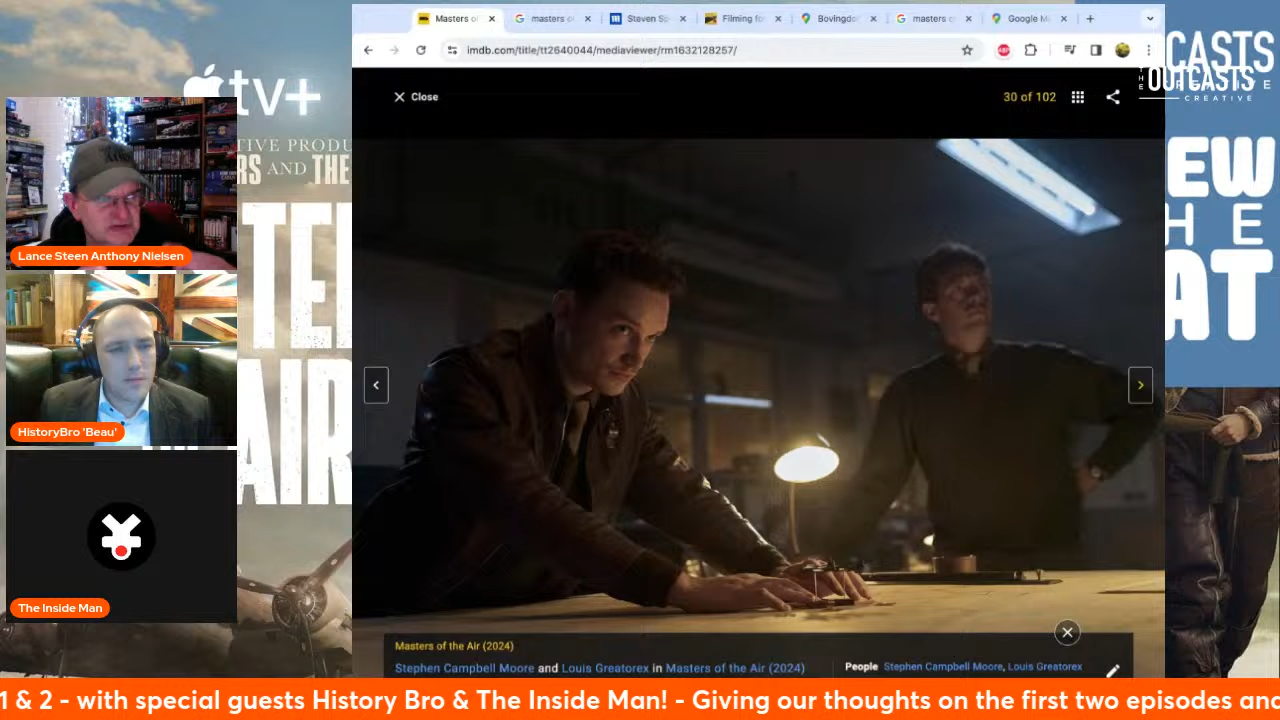 Masters o
masters o
Steven Sp
Filming fo
Bovingdo
masters o
Google M
imdb.com/title/tt2640044/mediaviewer/rm1632128257/
ABP
Close
30 of 102
tv+
TIVE PRODU
RS AND THE
TE
AIR
CASTS
THE OUTCASTS
CREATIVE
EW
HE
AT
Lance Steen Anthony Nielsen
HistoryBro 'Beau'
The Inside Man
Masters of the Air (2024)
Stephen Campbell Moore and Louis Greatorex in Masters of the Air (2024)
People Stephen Campbell Moore, Louis Greatorex
1 & 2 - with special guests History Bro & The Inside Man! - Giving our thoughts on the first two episodes and